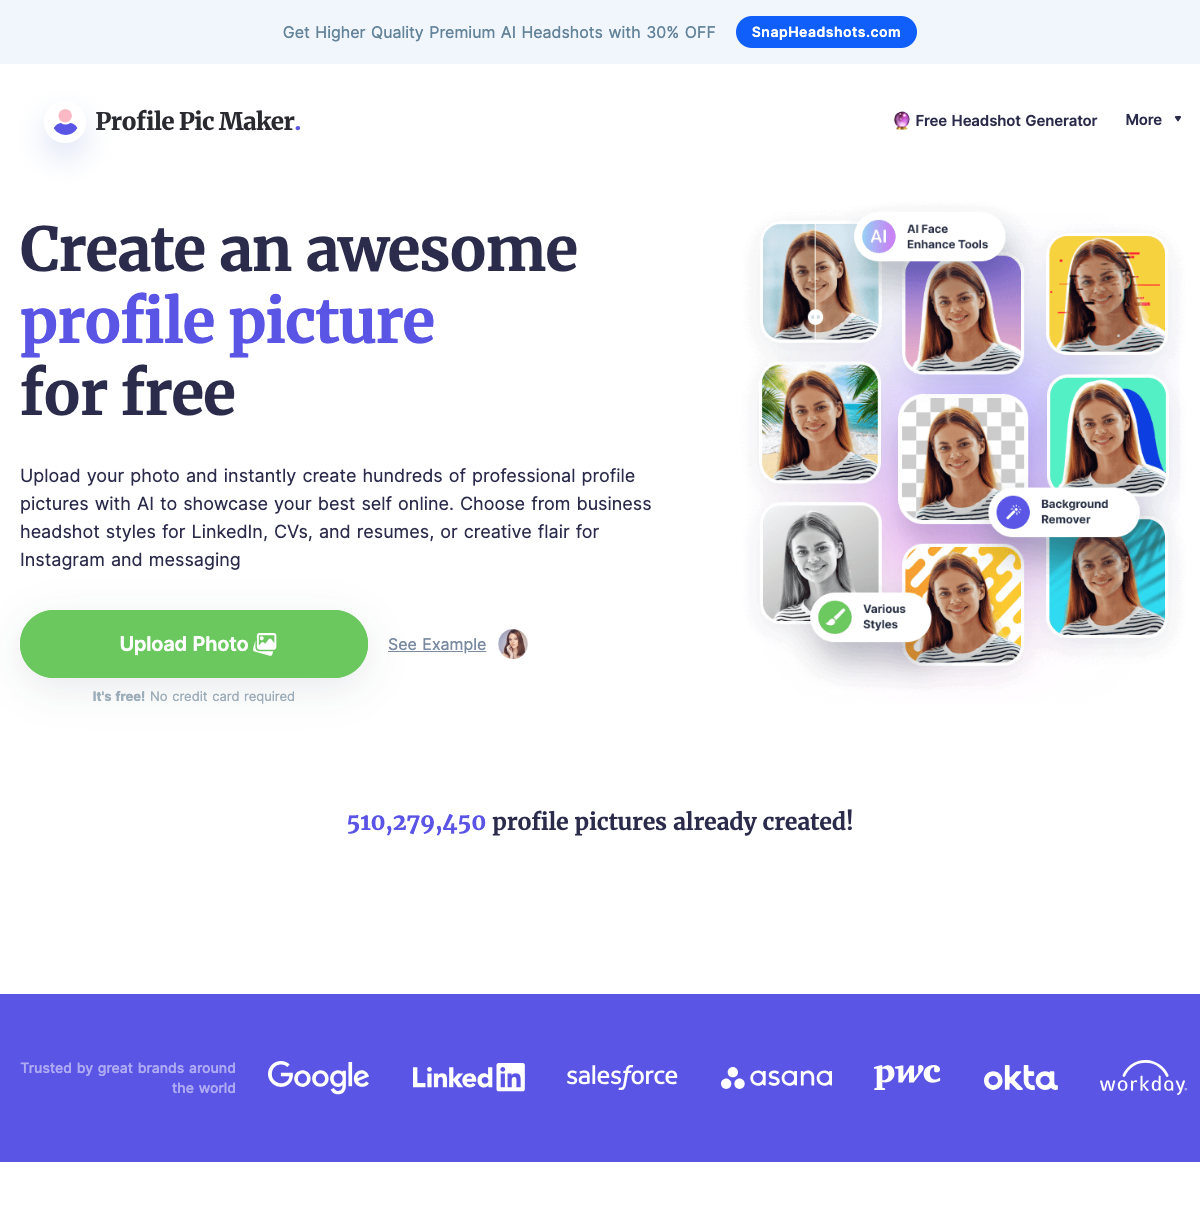 Get Higher Quality Premium AI Headshots with 30% OFF
SnapHeadshots.com
Profile Pic Maker.
Free Headshot Generator
More
Create an awesome
profile picture
for free
Upload your photo and instantly create hundreds of professional profile
pictures with AI to showcase your best self online. Choose from business
headshot styles for LinkedIn, CVs and resumes, or creative flair for
Instagram and messaging
Upload Photo
See Example
It's free! No credit card required
AI
AI Face
Enhance Tools
Background
Remover
Various
Styles
510,279,450 profile pictures already created!
Trusted by great brands around
the world
Google
Linked in
salesforce
asana
pwc
okta
workday.